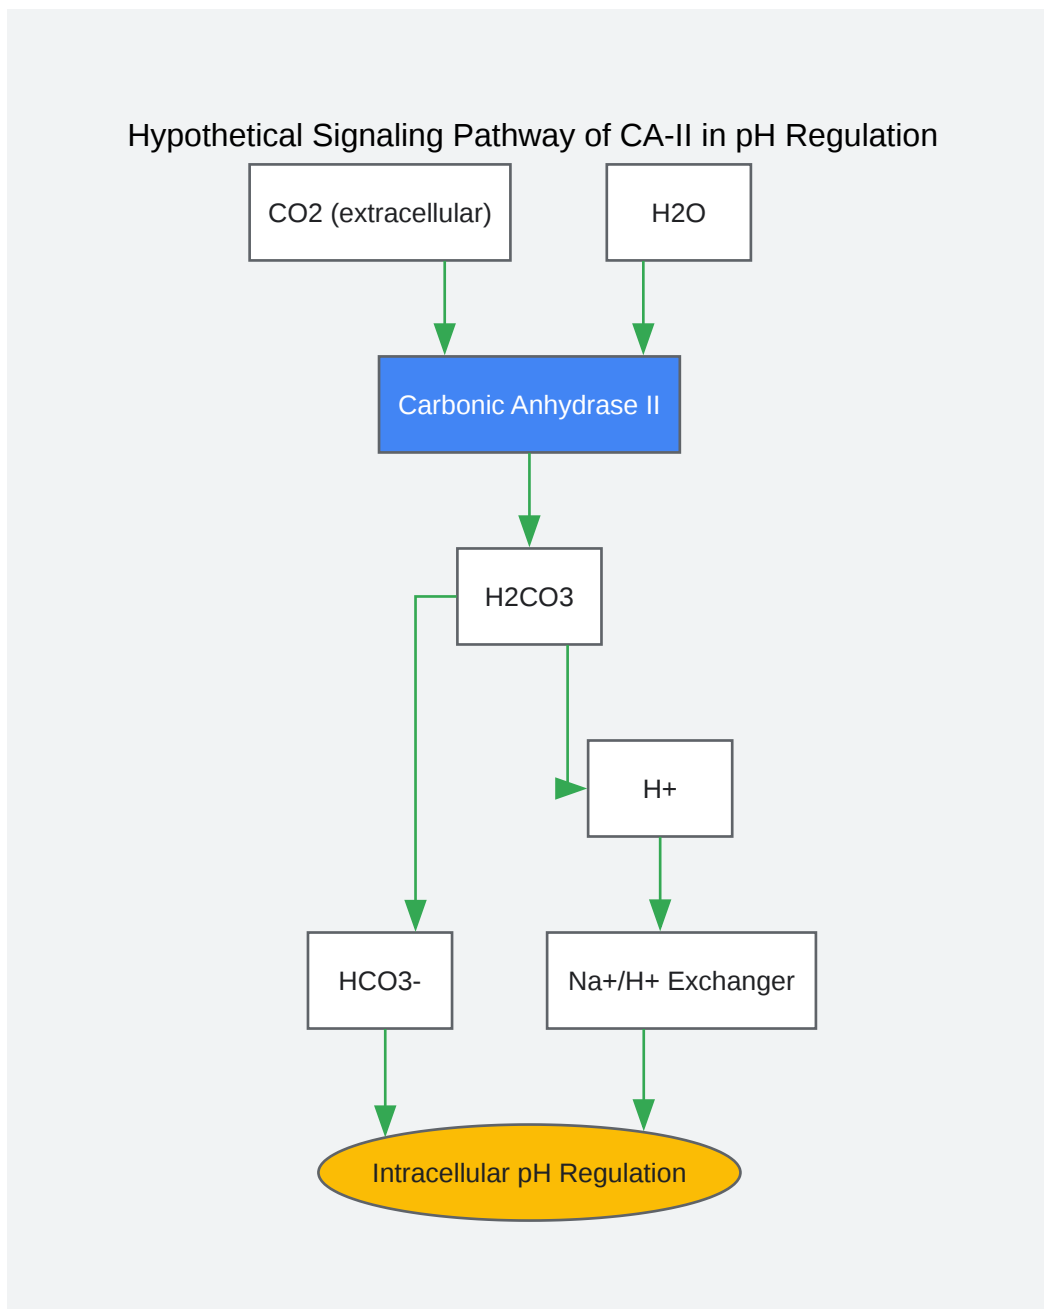 Hypothetical Signaling Pathway of CA-II in pH Regulation
CO2 (extracellular)
H2O
Carbonic Anhydrase II
H2CO3
H+
HCO3-
Na+/H+ Exchanger
Intracellular pH Regulation